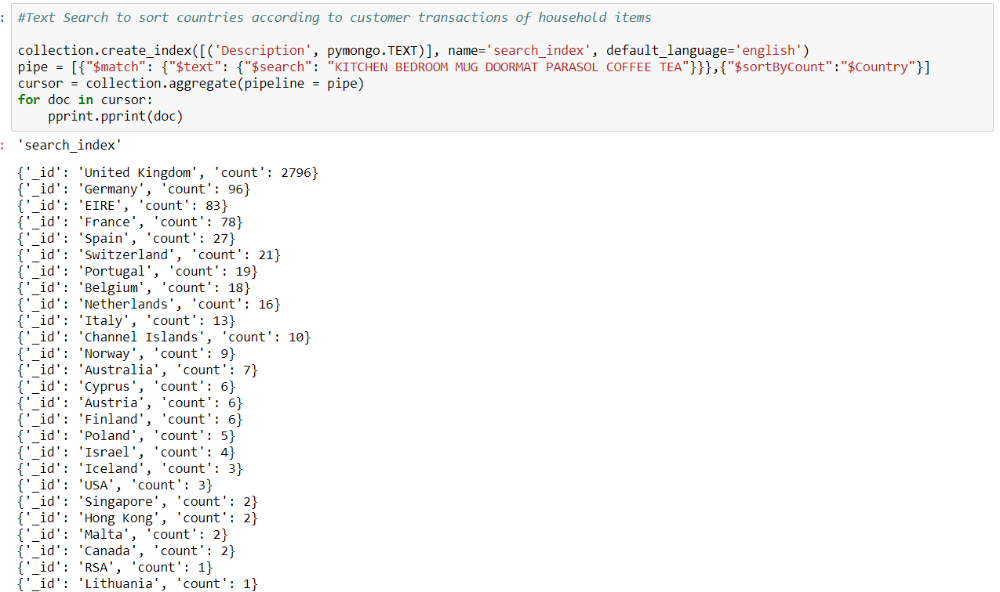 :
#Text Search to sort countries according to customer transactions of household items
collection.create_index([('Description', pymongo.TEXT)], name='search_index', default_language='english')
pipe = [{"$match": {"$text": {"$search": "KITCHEN BEDROOM MUG DOORMAT PARASOL COFFEE TEA"}}},{"$sortByCount":"$Country"}]
cursor = collection.aggregate(pipeline = pipe)
for doc in cursor:
    pprint.pprint(doc)
:
'search_index'
{'_id': 'United Kingdom', 'count': 2796}
{'_id': 'Germany', 'count': 96}
{'_id': 'EIRE', 'count': 83}
{'_id': 'France', 'count': 78}
{'_id': 'Spain', 'count': 27}
{'_id': 'Switzerland', 'count': 21}
{'_id': 'Portugal', 'count': 19}
{'_id': 'Belgium', 'count': 18}
{'_id': 'Netherlands', 'count': 16}
{'_id': 'Italy', 'count': 13}
{'_id': 'Channel Islands', 'count': 10}
{'_id': 'Norway', 'count': 9}
{'_id': 'Australia', 'count': 7}
{'_id': 'Cyprus', 'count': 6}
{'_id': 'Austria', 'count': 6}
{'_id': 'Finland', 'count': 6}
{'_id': 'Poland', 'count': 5}
{'_id': 'Israel', 'count': 4}
{'_id': 'Iceland', 'count': 3}
{'_id': 'USA', 'count': 3}
{'_id': 'Singapore', 'count': 2}
{'_id': 'Hong Kong', 'count': 2}
{'_id': 'Malta', 'count': 2}
{'_id': 'Canada', 'count': 2}
{'_id': 'RSA', 'count': 1}
{'_id': 'Lithuania', 'count': 1}